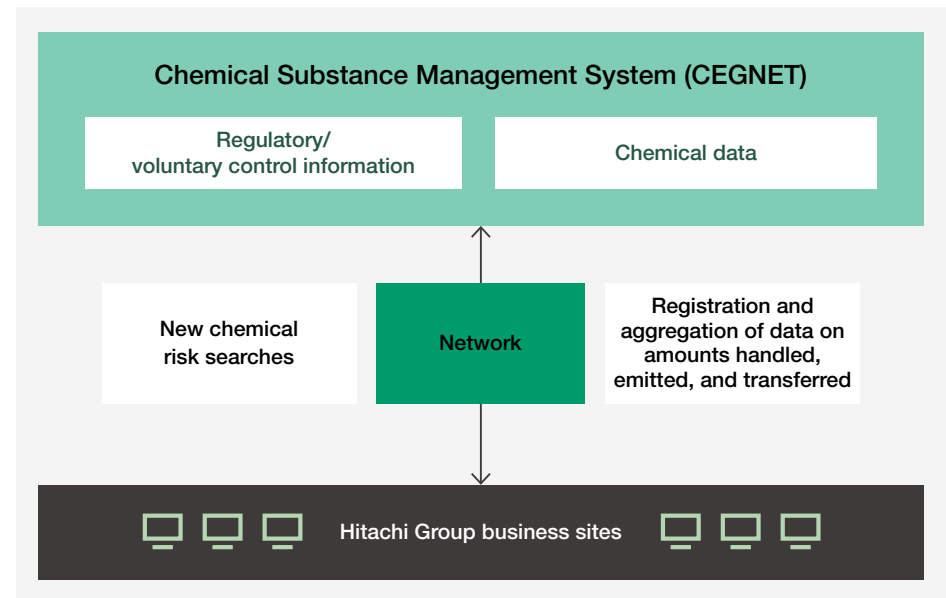 Chemical Substance Management System (CEGNET)
Regulatory/
voluntary control information
Chemical data
New chemical
risk searches
Network
Registration and
aggregation of data on
amounts handled,
emitted, and transferred
Hitachi Group business sites